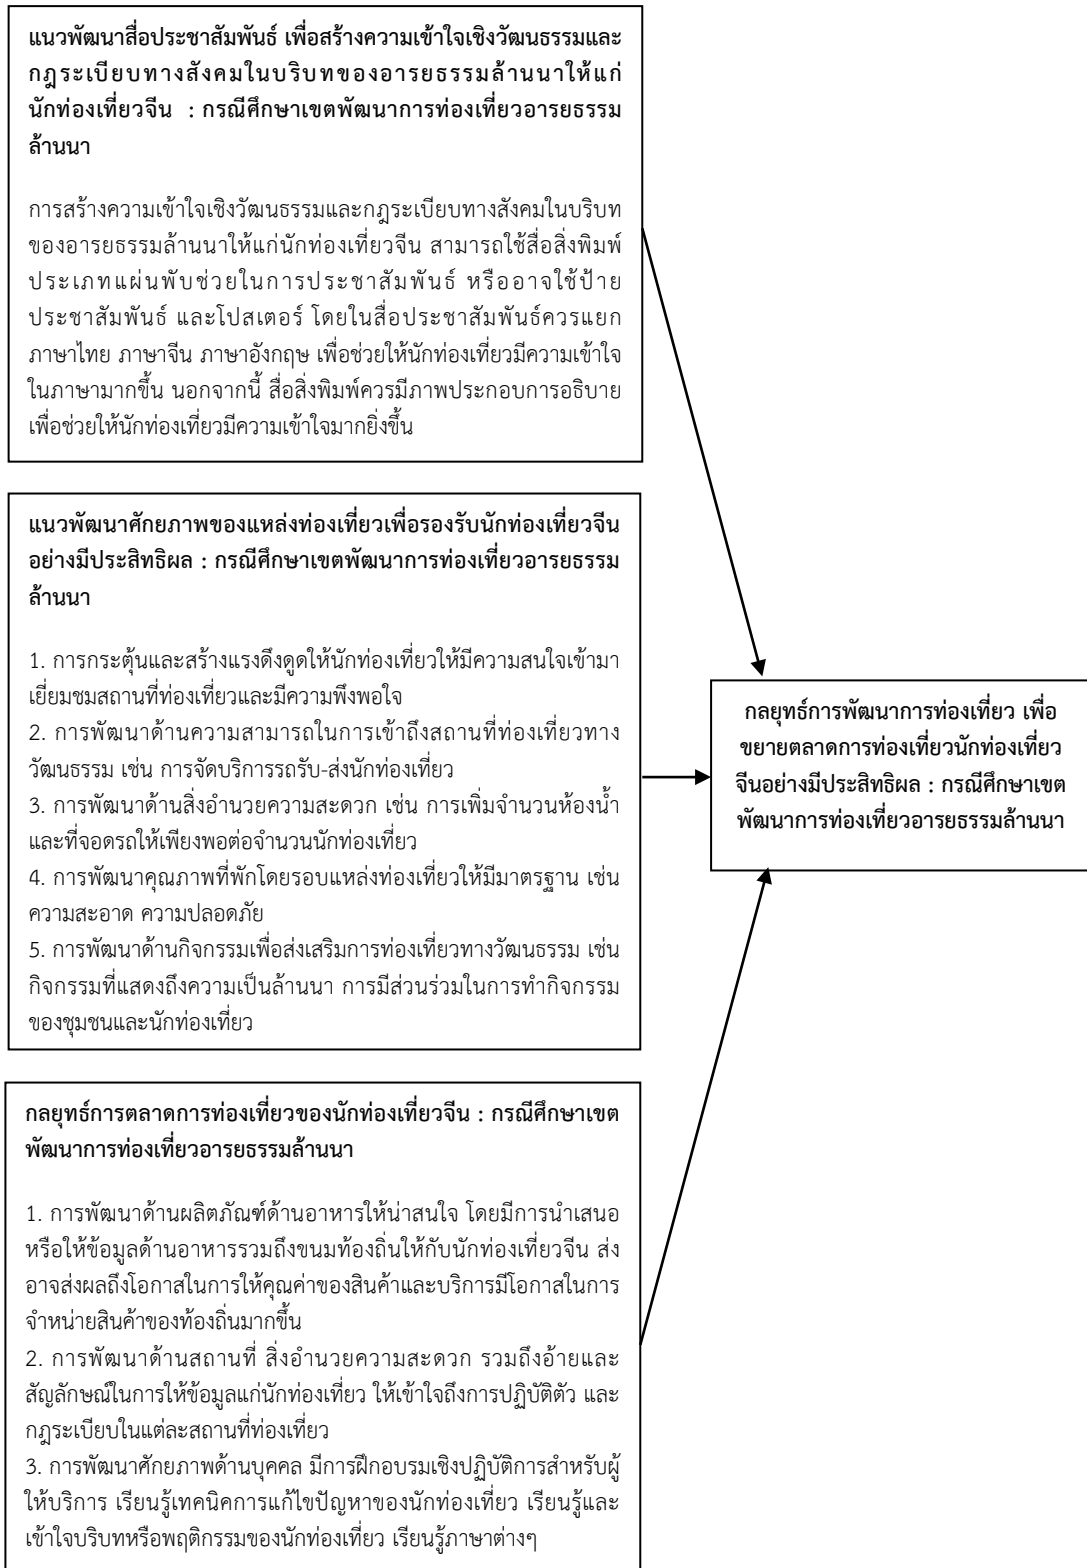 แนวพัฒนาสื่อประชาสัมพันธ์ เพื่อสร้างความเข้าใจเชิงวัฒนธรรมและ
กฎระเบียบทางสังคมในบริบทของอารยธรรมล้านนาให้แก่
นักท่องเที่ยวจีน : กรณีศึกษาเขตพัฒนาการท่องเที่ยวอารยธรรม
ล้านนา
การสร้างความเข้าใจเชิงวัฒนธรรมและกฎระเบียบทางสังคมในบริบท
ของอารยธรรมล้านนาให้แก่นักท่องเที่ยวจีน สามารถใช้สื่อสิ่งพิมพ์
ประเภทแผ่นพับช่วยในการประชาสัมพันธ์ หรืออาจใช้ป้าย
ประชาสัมพันธ์ และโปสเตอร์ โดยในสื่อประชาสัมพันธ์ควรแยก
ภาษาไทย ภาษาจีน ภาษาอังกฤษ เพื่อช่วยให้นักท่องเที่ยวมีความเข้าใจ
ในภาษามากขึ้น นอกจากนี้ สื่อสิ่งพิมพ์ควรมีภาพประกอบการอธิบาย
เพื่อช่วยให้นักท่องเที่ยวมีความเข้าใจมากยิ่งขึ้น
แนวพัฒนาศักยภาพของแหล่งท่องเที่ยวเพื่อรองรับนักท่องเที่ยวจีน
อย่างมีประสิทธิผล : กรณีศึกษาเขตพัฒนาการท่องเที่ยวอารยธรรม
ล้านนา
1. การกระตุ้นและสร้างแรงดึงดูดให้นักท่องเที่ยวให้มีความสนใจเข้ามา
เยี่ยมชมสถานที่ท่องเที่ยวและมีความพึงพอใจ
2. การพัฒนาด้านความสามารถในการเข้าถึงสถานที่ท่องเที่ยวทาง
วัฒนธรรม เช่น การจัดบริการรถรับ-ส่งนักท่องเที่ยว
3. การพัฒนาด้านสิ่งอำนวยความสะดวก เช่น การเพิ่มจำนวนห้องน้ำ
และที่จอดรถให้เพียงพอต่อจำนวนนักท่องเที่ยว
4. การพัฒนาคุณภาพที่พักโดยรอบแหล่งท่องเที่ยวให้มีมาตรฐาน เช่น
ความสะอาด ความปลอดภัย
5. การพัฒนาด้านกิจกรรมเพื่อส่งเสริมการท่องเที่ยวทางวัฒนธรรม เช่น
กิจกรรมที่แสดงถึงความเป็นล้านนา การมีส่วนร่วมในการทำกิจกรรม
ของชุมชนและนักท่องเที่ยว
กลยุทธ์การตลาดการท่องเที่ยวของนักท่องเที่ยวจีน : กรณีศึกษาเขต
พัฒนาการท่องเที่ยวอารยธรรมล้านนา
1. การพัฒนาด้านผลิตภัณฑ์ด้านอาหารให้น่าสนใจ โดยมีการนำเสนอ
หรือให้ข้อมูลด้านอาหารรวมถึงขนมท้องถิ่นให้กับนักท่องเที่ยวจีน ส่ง
อาจส่งผลถึงโอกาสในการให้คุณค่าของสินค้าและบริการมีโอกาสในการ
จำหน่ายสินค้าของท้องถิ่นมากขึ้น
2. การพัฒนาด้านสถานที่ สิ่งอำนวยความสะดวก รวมถึงอ้ายและ
สัญลักษณ์ในการให้ข้อมูลแก่นักท่องเที่ยว ให้เข้าใจถึงการปฏิบัติตัว และ
กฎระเบียบในแต่ละสถานที่ท่องเที่ยว
3. การพัฒนาศักยภาพด้านบุคคล มีการฝึกอบรมเชิงปฏิบัติการสำหรับผู้
ให้บริการ เรียนรู้เทคนิคการแก้ไขปัญหาของนักท่องเที่ยว เรียนรู้และ
เข้าใจบริบทหรือพฤติกรรมของนักท่องเที่ยว เรียนรู้ภาษาต่างๆ
กลยุทธ์การพัฒนาการท่องเที่ยว เพื่อ
ขยายตลาดการท่องเที่ยวนักท่องเที่ยว
จีนอย่างมีประสิทธิผล : กรณีศึกษาเขต
พัฒนาการท่องเที่ยวอารยธรรมล้านนา